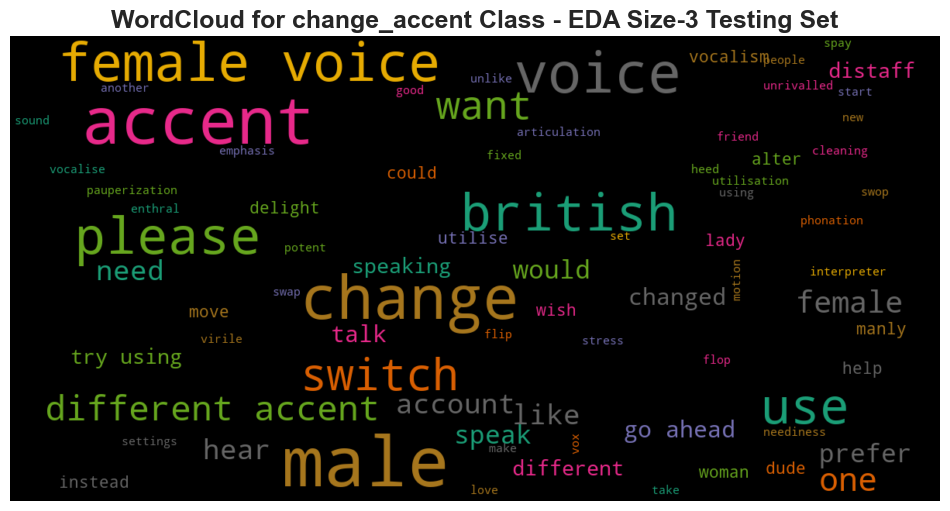 WordCloud for change_accent Class - EDA Size-3 Testing Set
female voice
voice
vocalism
people
spay
distaff
unlike
another
good
unrivalled
start
accent
want
sound
articulation
new
emphasis
friend
cleaning
fixed
alter
vocalise
could
heed
utilisation
pauperization
using
swop
british
enthral
delight
phonation
please
potent
utilise
set
lady
need
speaking
would
motion
interpreter
swap
change
changed
female
move
wish
virile
talk
flip
stress
manly
try using
flop
help
switch
different accent
account
like
use
settings
hear
speak
make
vox
go ahead
neediness
prefer
male
different
woman
dude
instead
love
take
one